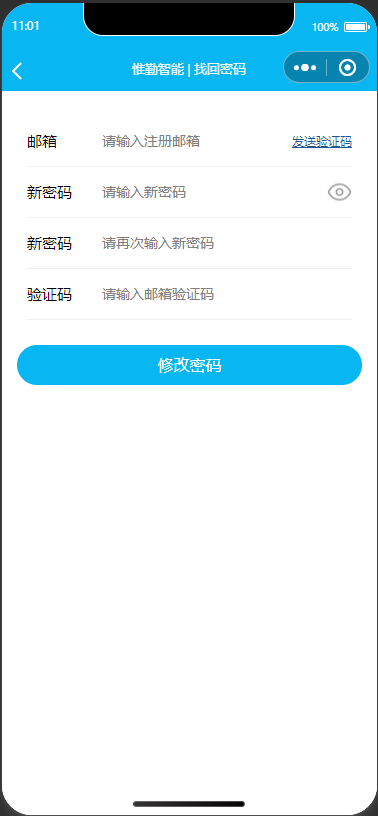 11:01
100%
惟勤智能 | 找回密码
邮箱 请输入注册邮箱 发送验证码
新密码 请输入新密码
新密码 请再次输入新密码
验证码 请输入邮箱验证码
修改密码